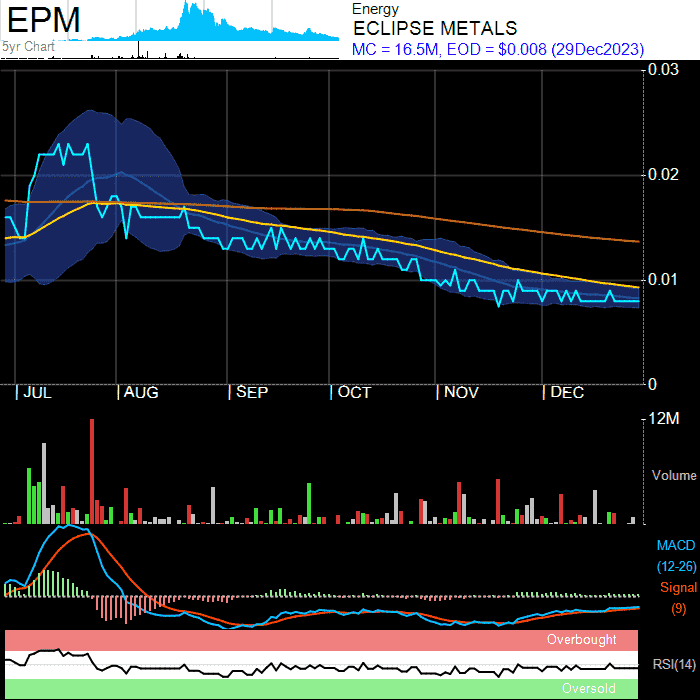 EPM
5yr Chart
Energy
ECLIPSE METALS
MC = 16.5M, EOD = $0.008 (29Dec2023)
0.03
0.02
0.01
0
JUL AUG SEP OCT NOV DEC
12M
Volume
MACD
(12-26)
Signal
(9)
Overbought
RSI(14)
Oversold